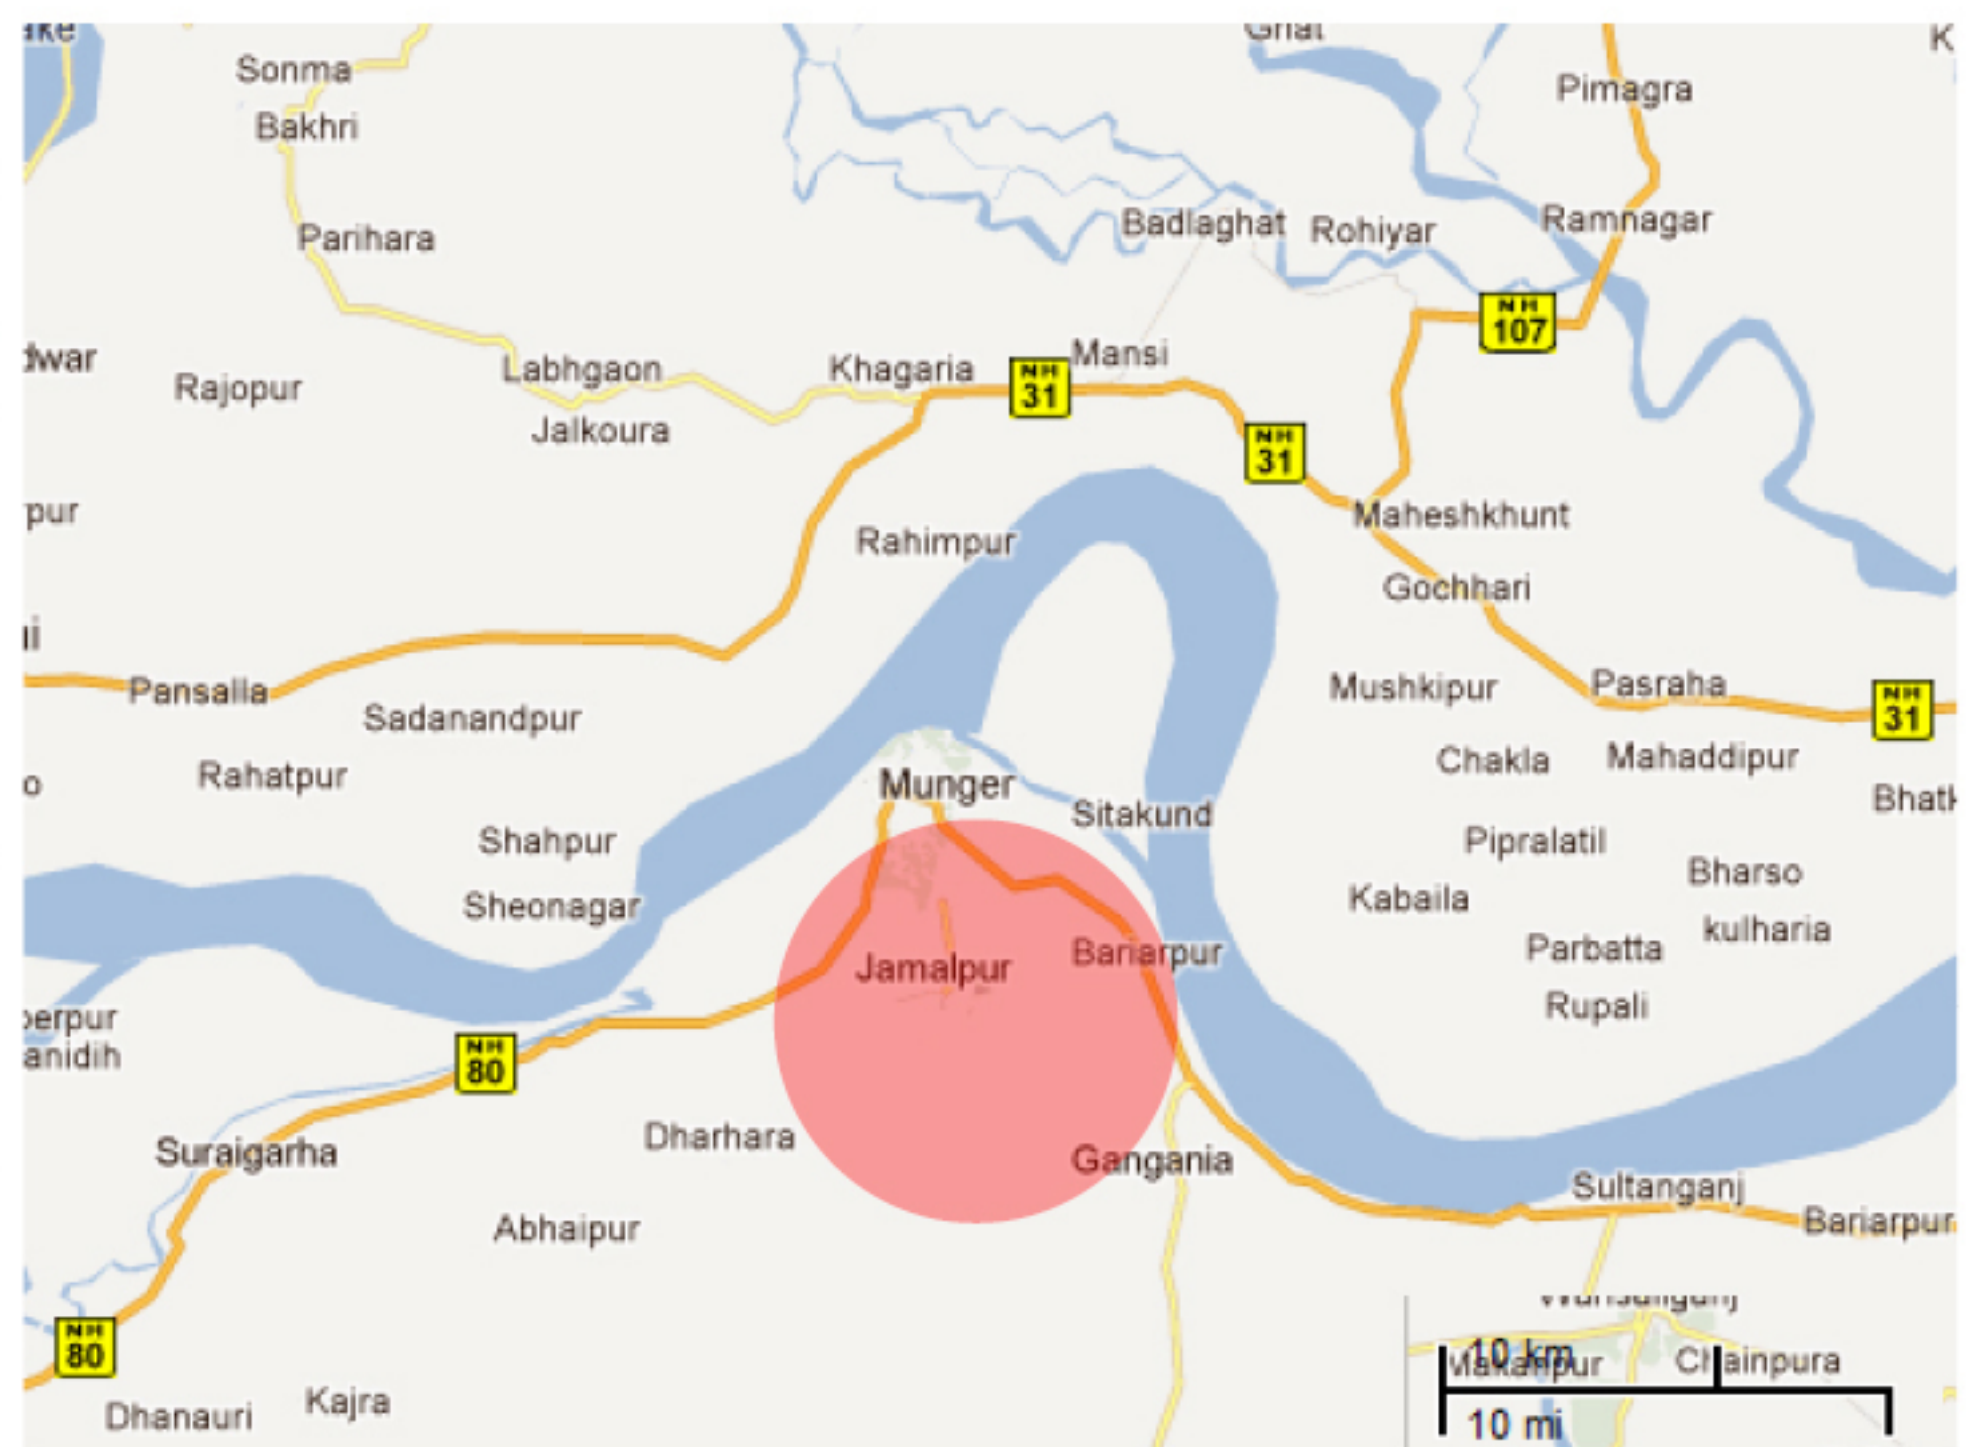 Sonma
Pimagra
Bakhri
Ramnagar
Badlaghat
Rohiyar
Parihara
NH
107
Mansi
Khagaria
Labhgaon
NH
31
Rajopur
Jalkoura
NH
31
Maheshkhunt
Rahimpur
Gochhari
Pansalla
Mushkipur
Pasraha
NH
31
Sadanandpur
Chakla
Mahaddipur
Rahatpur
Munger
Sitakund
Shahpur
Pipralatil
Bharso
Kabaila
Sheonagar
kulharia
Parbatta
Bariarpur
Jamalpur
Rupali
NH
80
Dharhara
Suraigarha
Gangania
Sultanganj
Abhaipur
Bariarpur
NH
80
10 km
Chainpura
Kajra
Dhanauri
10 mi